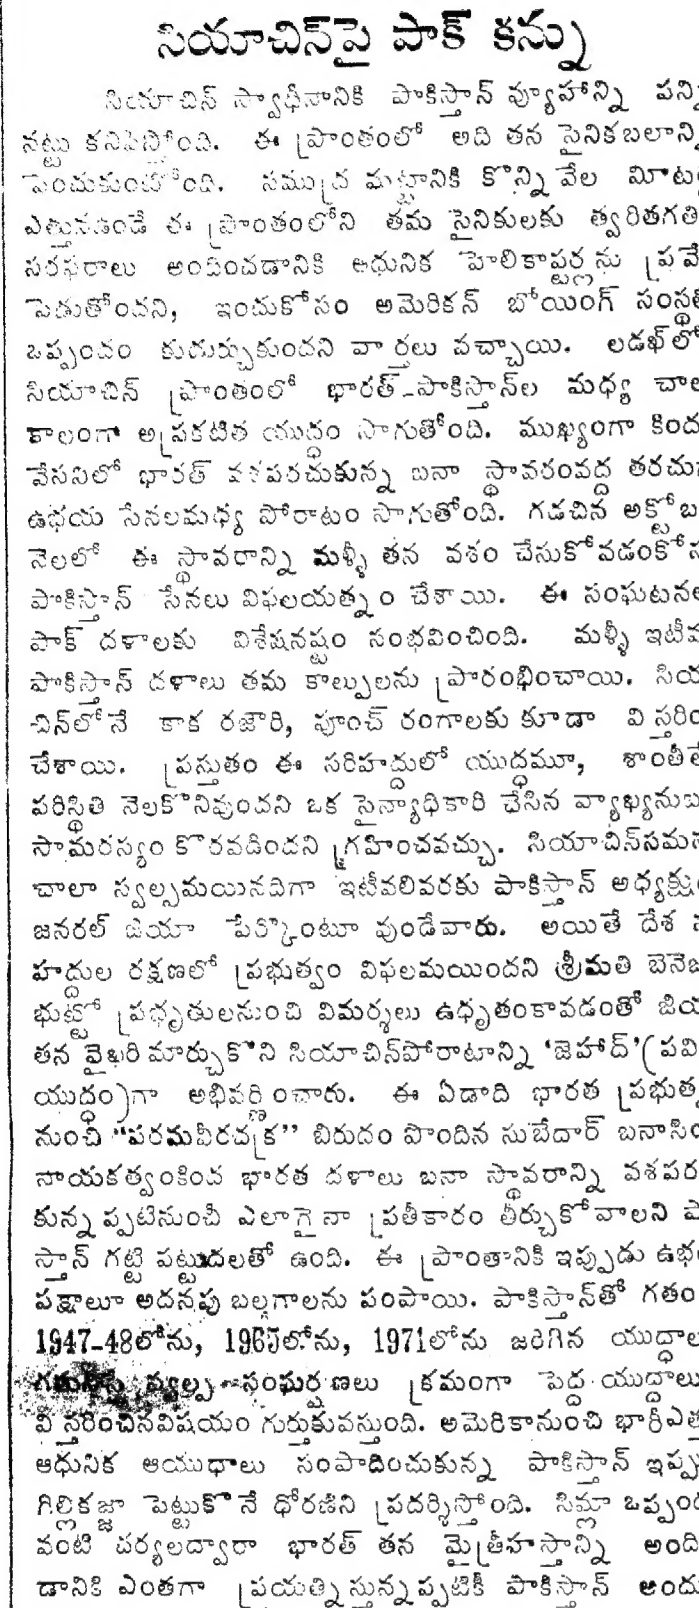 సియాచిన్‌పై పాక్ కన్ను
సియాచిన్ స్వాధీనానికి పాకిస్తాన్ వ్యూహాన్ని పన్ని
నట్టు కనిపిస్తోంది. ఈ ప్రాంతంలో అది తన సైనికబలాన్ని
పెంచుకుంటోంది. సముద్ర మట్టానికి కొన్ని వేల మీట
ఎత్తునఉండే ఈ ప్రాంతంలోని తమ సైనికులకు త్వరితగతి
సరఫరాలు అందించడానికి ఆధునిక హెలికాప్టర్లను ప్రవే
పెడుతోందని, ఇందుకోసం అమెరికన్ బోయింగ్ సంస్థత
ఒప్పందం కుదుర్చుకుందని వార్తలు వచ్చాయి. లడఖ్‌లో
సియాచిన్ ప్రాంతంలో భారత్-పాకిస్తాన్‌ల మధ్య చాల
కాలంగా అప్రకటిత యుద్ధం సాగుతోంది. ముఖ్యంగా కింద
వేసవిలో భారత్ వశపరచుకున్న బనా స్థావరంవద్ద తరచు
ఉభయ సేనలమధ్య పోరాటం సాగుతోంది. గడచిన అక్టోబ
నెలలో ఈ స్థావరాన్ని మళ్ళీ తన వశం చేసుకోవడంకోస
పాకిస్తాన్ సేనలు విఫలయత్నం చేశాయి. ఈ సంఘటనల
పాక్ దళాలకు విశేషనష్టం సంభవించింది. మళ్ళీ ఇటీవ
పాకిస్తాన్ దళాలు తమ కాల్పులను ప్రారంభించాయి. సియ
చిన్‌లోనే కాక రజౌరి, పూంచ్ రంగాలకు కూడా విస్తరిం
చేశాయి. ప్రస్తుతం ఈ సరిహద్దులో యుద్ధమూ, శాంతీలే
పరిస్థితి నెలకొనివుందని ఒక సైన్యాధికారి చేసిన వ్యాఖ్యనుబ
సామరస్యం కొరవడిందని గ్రహించవచ్చు. సియాచిన్‌సమస
చాలా స్వల్పమయినదిగా ఇటీవలివరకు పాకిస్తాన్ అధ్యక్షు
జనరల్ జియా పేర్కొంటూ వుండేవారు. అయితే దేశ స
హద్దుల రక్షణలో ప్రభుత్వం విఫలమయిందని శ్రీమతి బెనెజ
భుట్టో ప్రభృతులనుంచి విమర్శలు ఉధృతంకావడంతో జియ
తన వైఖరి మార్చుకొని సియాచిన్‌పోరాటాన్ని 'జెహాద్'(పవి
యుద్ధం)గా అభివర్ణించారు. ఈ ఏడాది భారత ప్రభుత్వ
నుంచి "పరమవీరచక్ర" బిరుదం పొందిన సుబేదార్ బనాసిం
నాయకత్వంకింద భారత దళాలు బనా స్థావరాన్ని వశపర
కున్నప్పటినుంచీ ఎలాగైనా ప్రతీకారం తీర్చుకోవాలని పా
స్తాన్ గట్టి పట్టుదలతో ఉంది. ఈ ప్రాంతానికి ఇప్పుడు ఉభ
పక్షాలూ అదనపు బల్గగాలను పంపాయి. పాకిస్తాన్‌తో గతం
1947-48లోను, 1965లోను, 1971లోను జరిగిన యుద్ధాల
స్వల్ప సంఘర్షణలు క్రమంగా పెద్ద యుద్ధాలు
విస్తరించినవిషయం గుర్తుకువస్తుంది. అమెరికానుంచి భారీఎత్త
ఆధునిక ఆయుధాలు సంపాదించుకున్న పాకిస్తాన్ ఇప్పు
గిల్లికజ్జా పెట్టుకొనే ధోరణిని ప్రదర్శిస్తోంది. సిమ్లా ఒప్పం
వంటి చర్యలద్వారా భారత్ తన మైత్రీహస్తాన్ని అంది
డానికి ఎంతగా ప్రయత్నిస్తున్నప్పటికీ పాకిస్తాన్ అందు